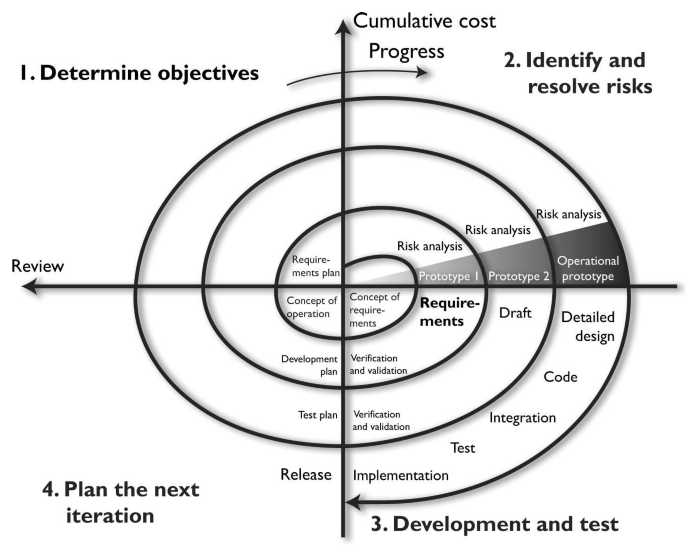 Cumulative cost
Progress
1. Determine objectives
2. Identify and
resolve risks
Risk analysis
Risk analysis
Risk analysis
Require-
ments plan
Operational
prototype
Prototype 1
Prototype 2
Review
Concept of
operation
Concept of
require-
ments
Require-
ments
Draft
Detailed
design
Development
plan
Verification
and validation
Code
Test plan
Verification
and validation
Integration
Test
Release
Implementation
4. Plan the next
iteration
3. Development and test